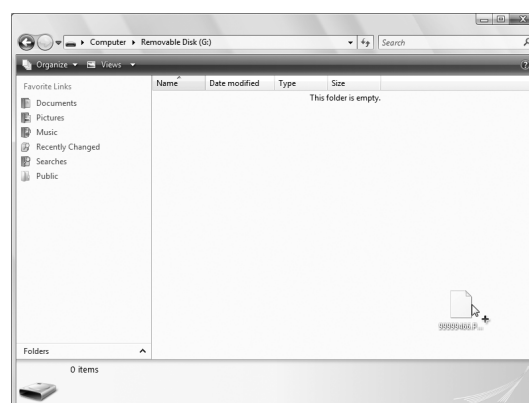 Computer Removable Disk (G:) Search
Organize Views
Favorite Links
Name Date modified Type Size
This folder is empty.
Documents
Pictures
Music
Recently Changed
Searches
Public
99999466.P...
Folders
0 items